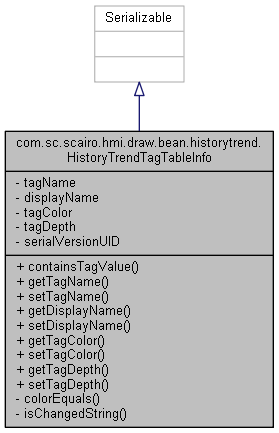 Serializable
com.sc.scairo.hmi.draw.bean.historytrend.
HistoryTrendTagTableInfo
- tagName
- displayName
- tagColor
- tagDepth
- serialVersionUID
+ containsTagValue()
+ getTagName()
+ setTagName()
+ getDisplayName()
+ setDisplayName()
+ getTagColor()
+ setTagColor()
+ getTagDepth()
+ setTagDepth()
- colorEquals()
- isChangedString()